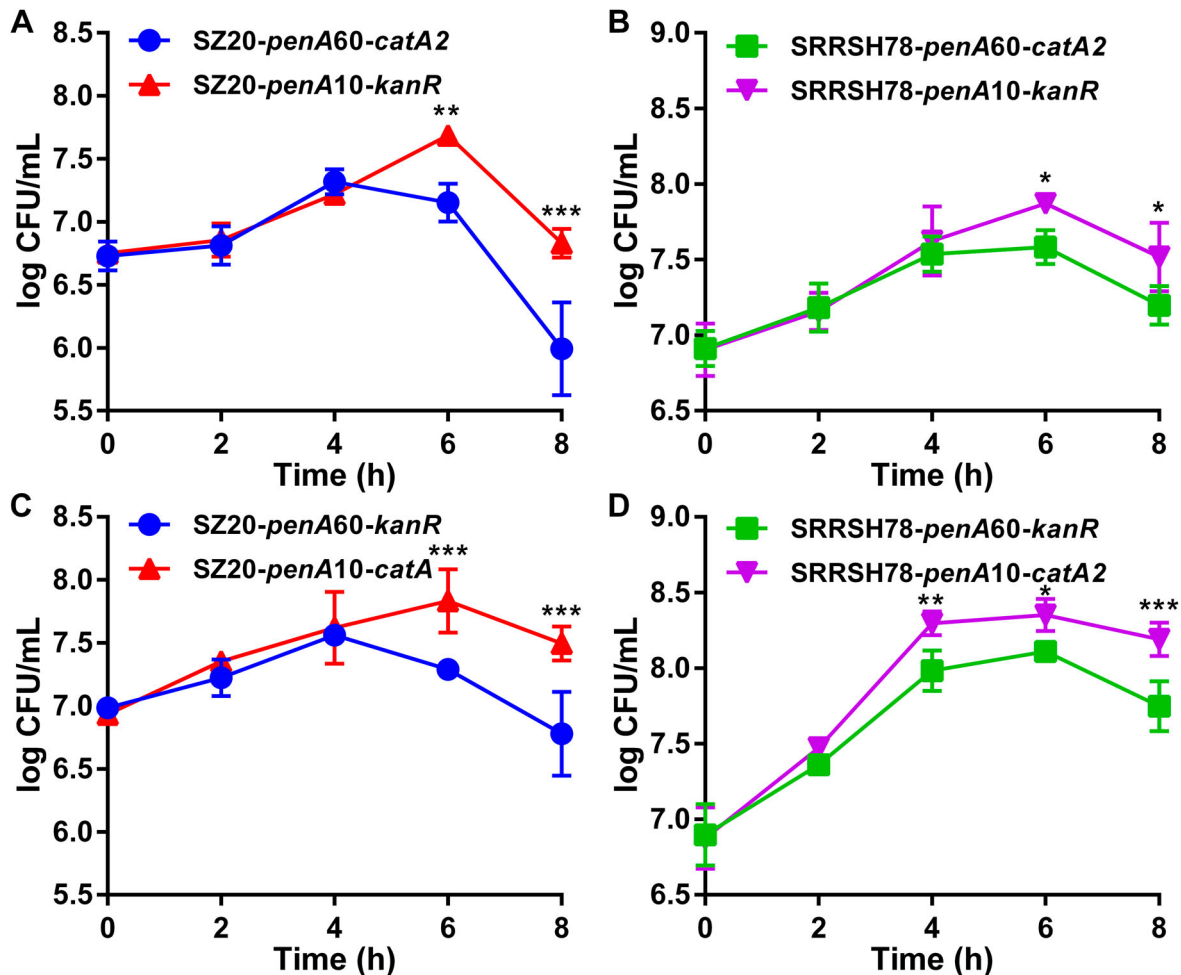 A
SZ20-penA60-catA2
SZ20-penA10-kanR
8.5
8.0
7.5
7.0
6.5
6.0
5.5
log CFU/mL
**
***
0 2 4 6 8
Time (h)
B
SRRSH78-penA60-catA2
SRRSH78-penA10-kanR
9.0
8.5
8.0
7.5
7.0
6.5
log CFU/mL
*
*
0 2 4 6 8
Time (h)
C
SZ20-penA60-kanR
SZ20-penA10-catA
8.5
8.0
7.5
7.0
6.5
6.0
5.5
log CFU/mL
***
***
0 2 4 6 8
Time (h)
D
SRRSH78-penA60-kanR
SRRSH78-penA10-catA2
9.0
8.5
8.0
7.5
7.0
6.5
log CFU/mL
**
*
***
0 2 4 6 8
Time (h)